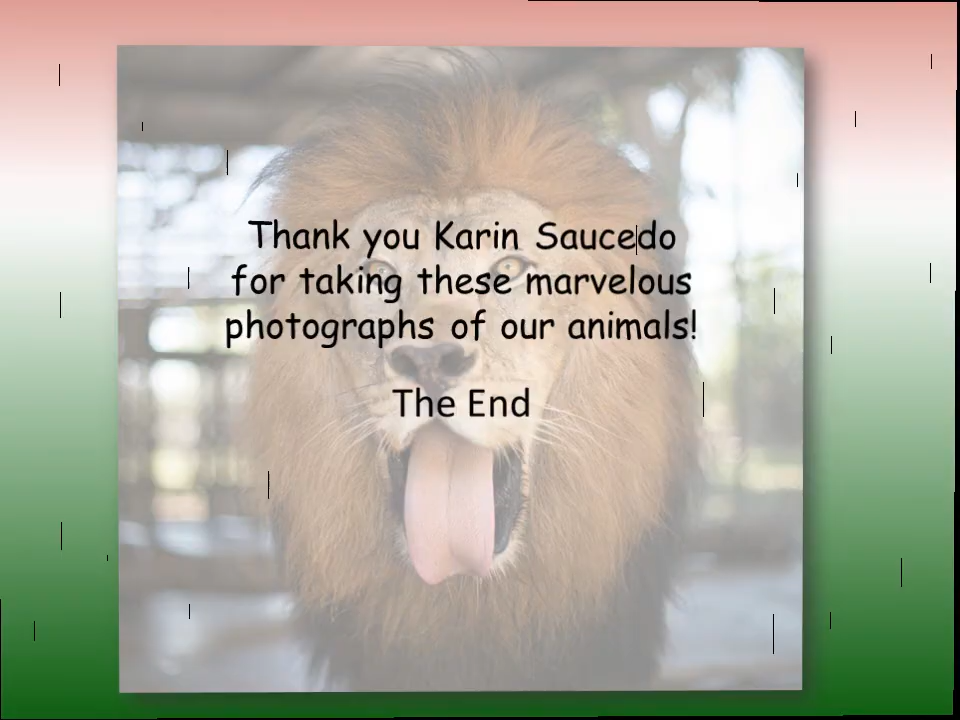 Thank you Karin Saucedo
for taking these marvelous
photographs of our animals!
The End